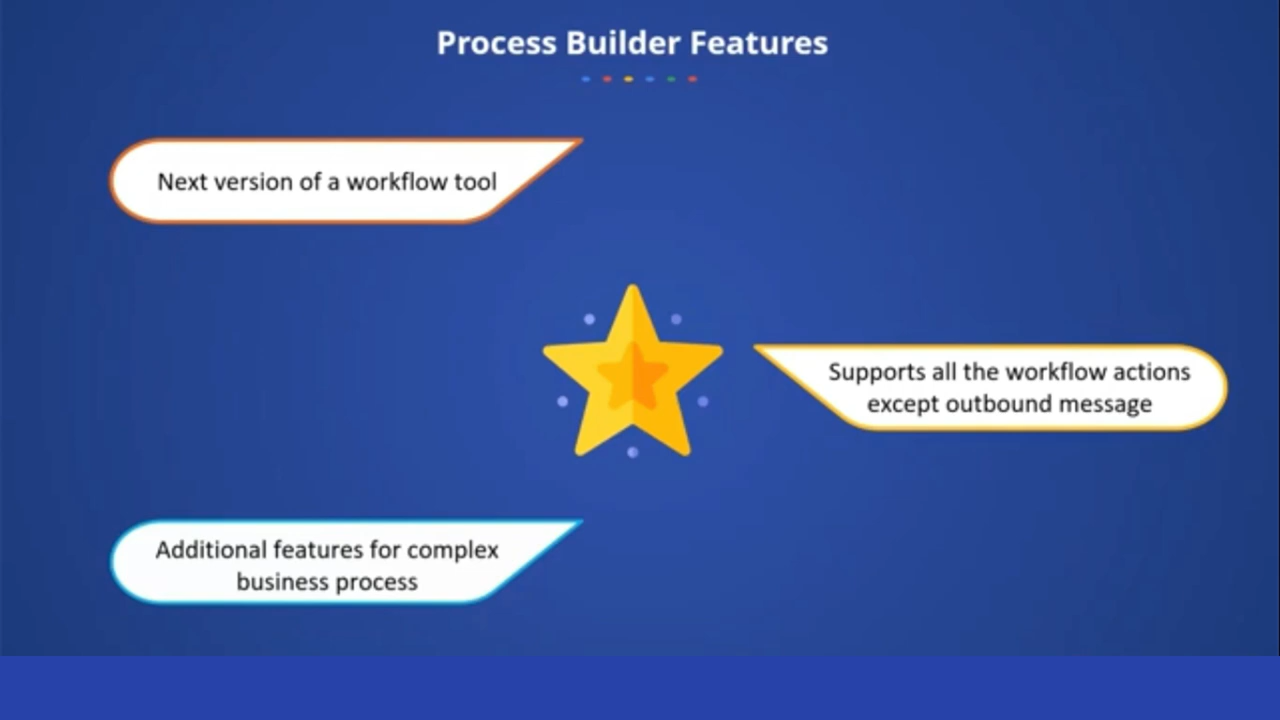 Process Builder Features
Next version of a workflow tool
Supports all the workflow actions
except outbound message
Additional features for complex
business process